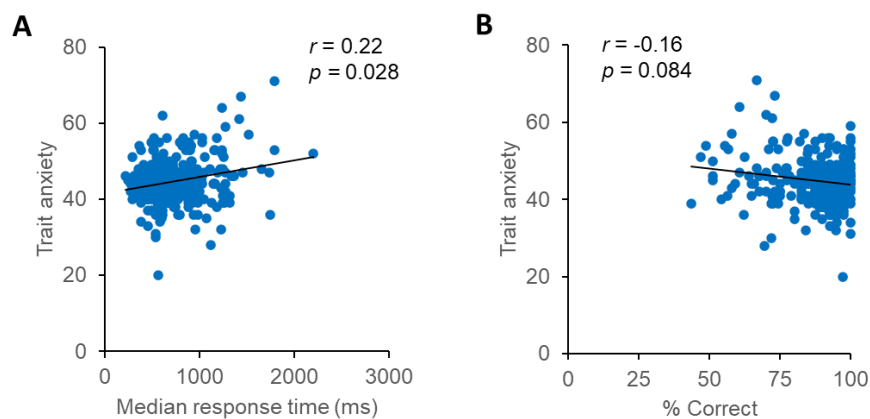 A
r = 0.22
p = 0.028
80
60
40
20
0
Trait anxiety
0 1000 2000 3000
Median response time (ms)
B
r = -0.16
p = 0.084
80
60
40
20
0
Trait anxiety
0 25 50 75 100
% Correct